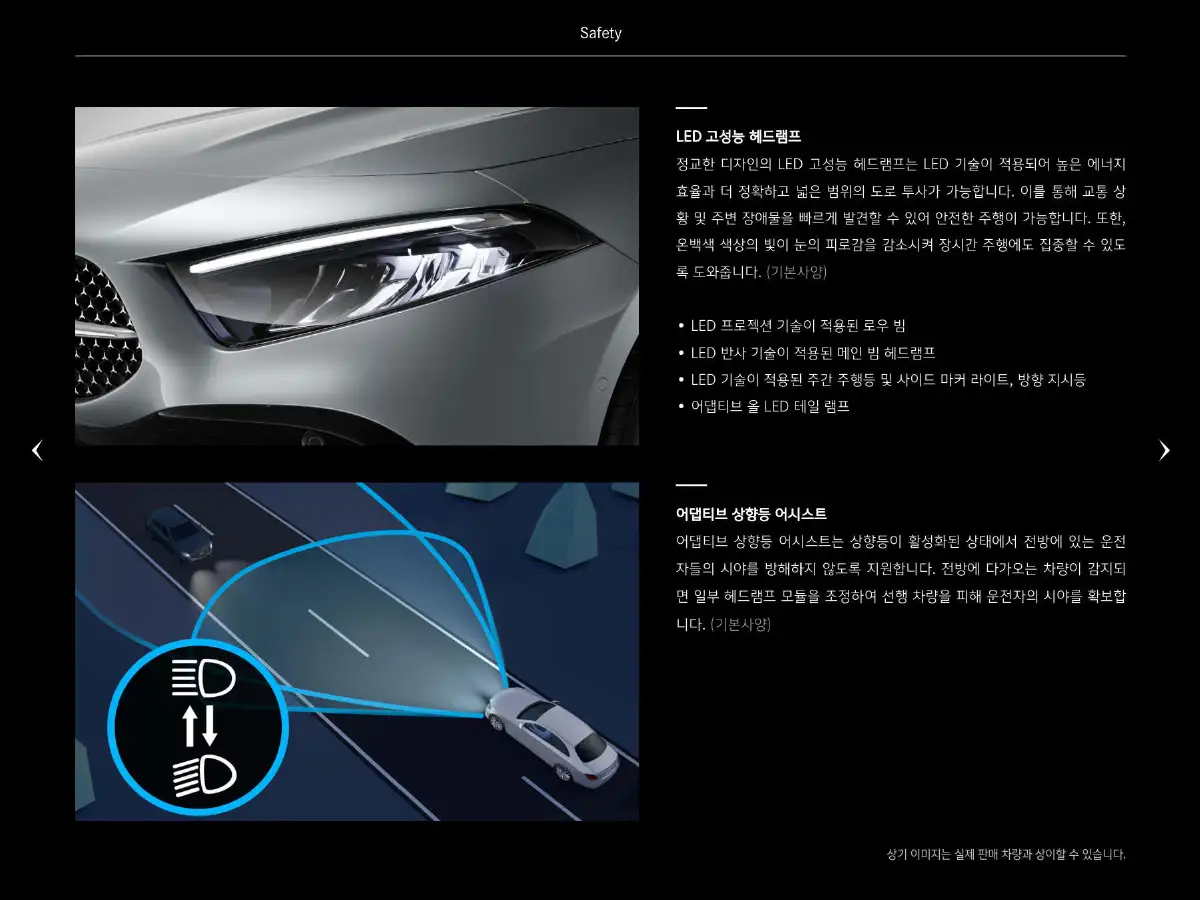 Safety
LED 고성능 헤드램프
정교한 디자인의 LED 고성능 헤드램프는 LED 기술이 적용되어 높은 에너지
효율과 더 정확하고 넓은 범위의 도로 투사가 가능합니다. 이를 통해 교통 상
황 및 주변 장애물을 빠르게 발견할 수 있어 안전한 주행이 가능합니다. 또한,
온백색 색상의 빛이 눈의 피로감을 감소시켜 장시간 주행에도 집중할 수 있도
록 도와줍니다. (기본사양)
• LED 프로젝션 기술이 적용된 로우 빔
• LED 반사 기술이 적용된 메인 빔 헤드램프
• LED 기술이 적용된 주간 주행등 및 사이드 마커 라이트, 방향 지시등
• 어댑티브 올 LED 테일 램프
어댑티브 상향등 어시스트
어댑티브 상향등 어시스트는 상향등이 활성화된 상태에서 전방에 있는 운전
자들의 시야를 방해하지 않도록 지원합니다. 전방에 다가오는 차량이 감지되
면 일부 헤드램프 모듈을 조정하여 선행 차량을 피해 운전자의 시야를 확보합
니다. (기본사양)
상기 이미지는 실제 판매 차량과 상이할 수 있습니다.